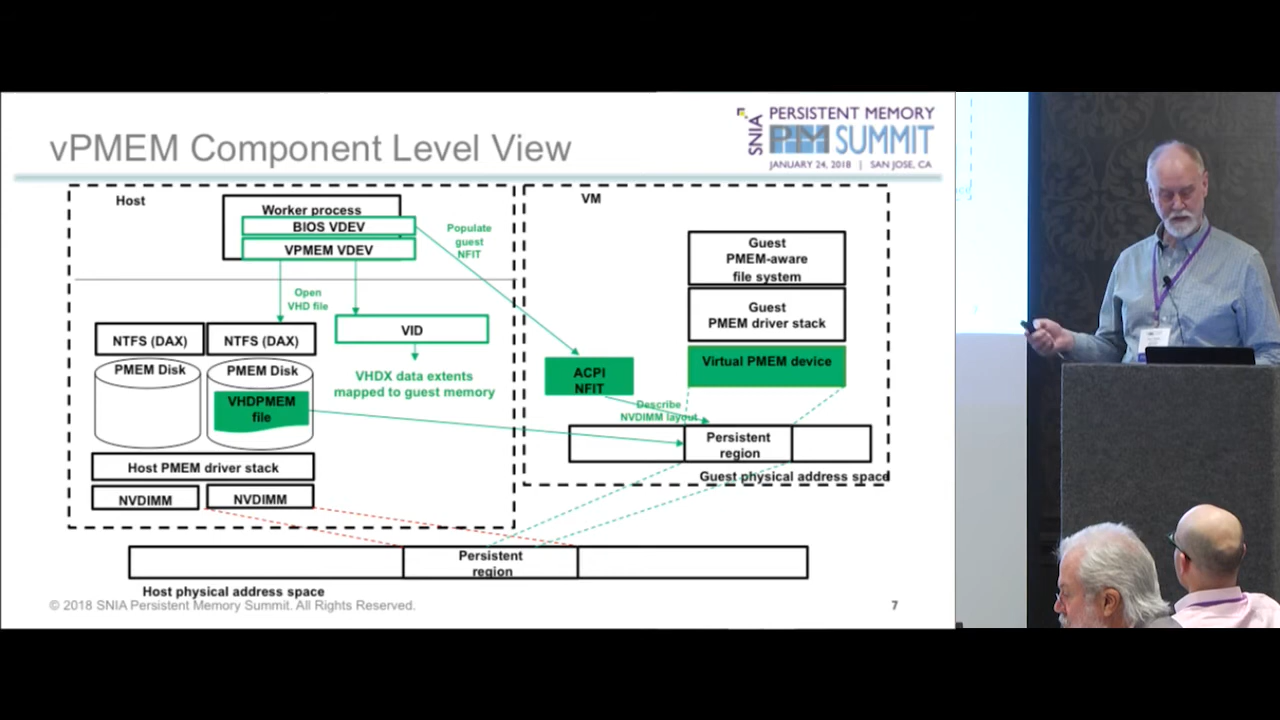 vPMEM Component Level View
SNIA
PERSISTENT MEMORY
PM SUMMIT
JANUARY 24, 2018 | SAN JOSE, CA
Host
Worker process
BIOS VDEV
VPMEM VDEV
Populate
guest
NFIT
Open
VHD file
NTFS (DAX)
NTFS (DAX)
VID
PMEM Disk
PMEM Disk
VHDPMEM
file
VHDX data extents
mapped to guest memory
Host PMEM driver stack
NVDIMM
NVDIMM
VM
Guest
PMEM-aware
file system
Guest
PMEM driver stack
Virtual PMEM device
ACPI
NFIT
Describe
NVDIMM layout
Persistent
region
Guest physical address space
Persistent
region
Host physical address space
© 2018 SNIA Persistent Memory Summit. All Rights Reserved.
7